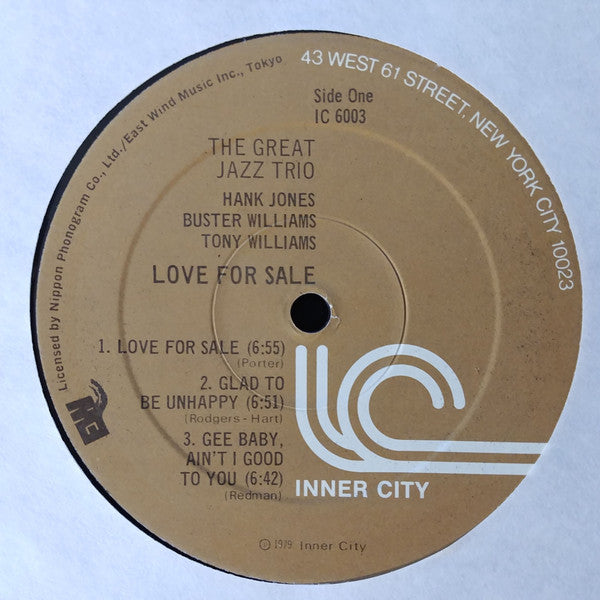 Licensed by Nippon Phonogram Co., Ltd./East Wind Music Inc., Tokyo
43 WEST 61 STREET, NEW YORK CITY 10023
Side One
IC 6003
THE GREAT
JAZZ TRIO
HANK JONES
BUSTER WILLIAMS
TONY WILLIAMS
LOVE FOR SALE
1. LOVE FOR SALE (6:55)
(Porter)
2. GLAD TO
BE UNHAPPY (6:51)
(Rodgers - Hart)
3. GEE BABY,
AIN'T I GOOD
TO YOU (6:42)
(Redman)
INNER CITY
℗ 1979 Inner City